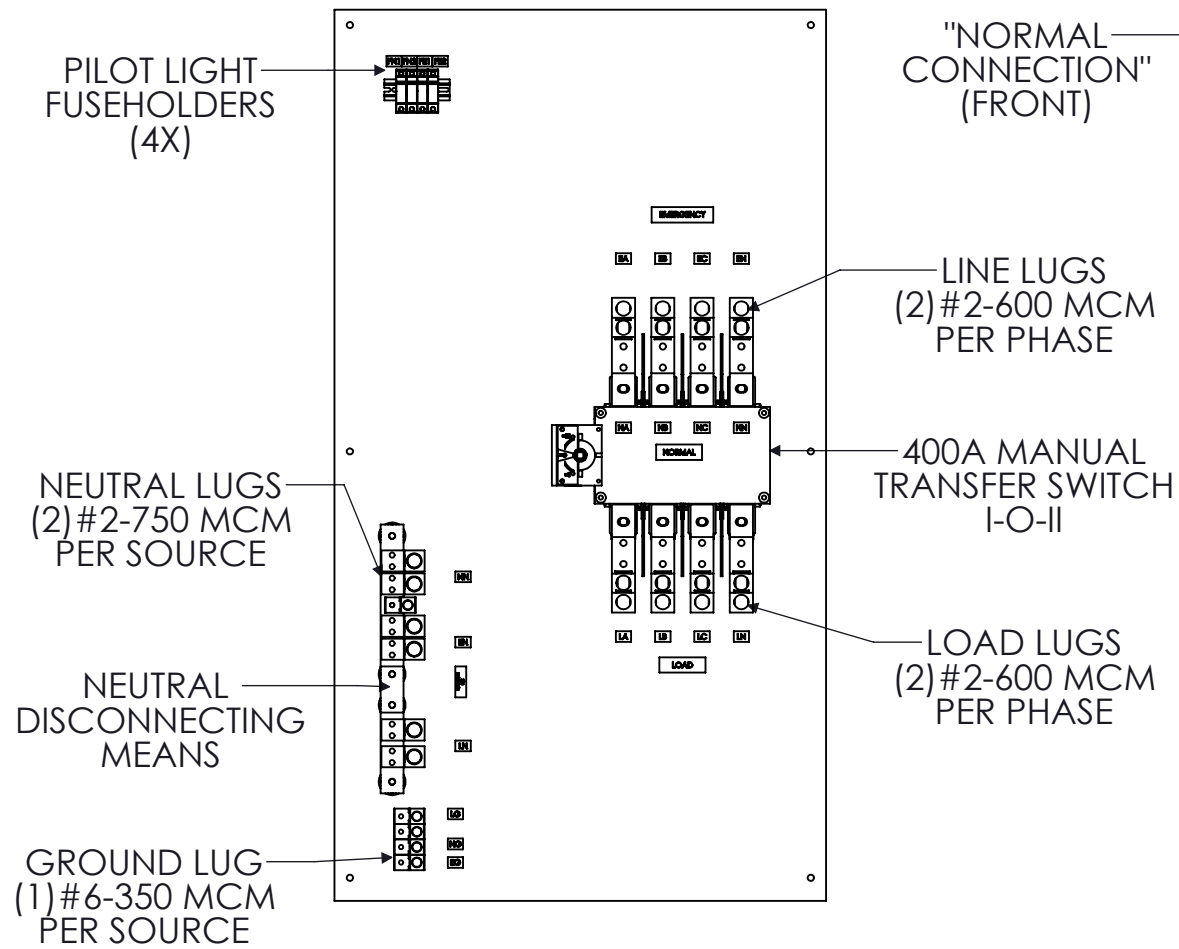 PILOT LIGHT
FUSEHOLDERS
(4X)
"NORMAL
CONNECTION"
(FRONT)
EMERGENCY
EA EB EC EN
LINE LUGS
(2)#2-600 MCM
PER PHASE
NA NB NC NN
NORMAL
400A MANUAL
TRANSFER SWITCH
I-O-II
NEUTRAL LUGS
(2)#2-750 MCM
PER SOURCE
NN
EN
LA LB LC LN
LOAD
LOAD LUGS
(2)#2-600 MCM
PER PHASE
NEUTRAL
DISCONNECTING
MEANS
LN
LG
NG
EG
GROUND LUG
(1)#6-350 MCM
PER SOURCE